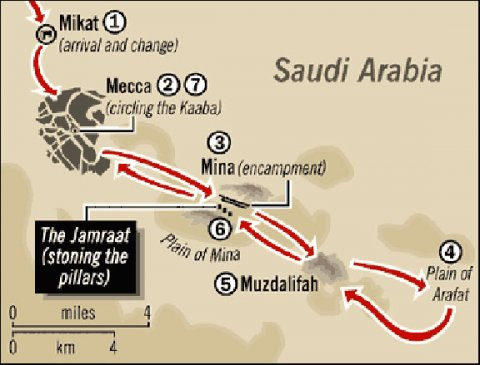 Mikat 1
(arrival and change)
Saudi Arabia
Mecca 2 7
(circling the Kaaba)
3
Mina (encampment)
The Jamraat
(stoning the
pillars)
6
Plain of Mina
4
Plain of
Arafat
5 Muzdalifah
0 miles 4
0 km 4